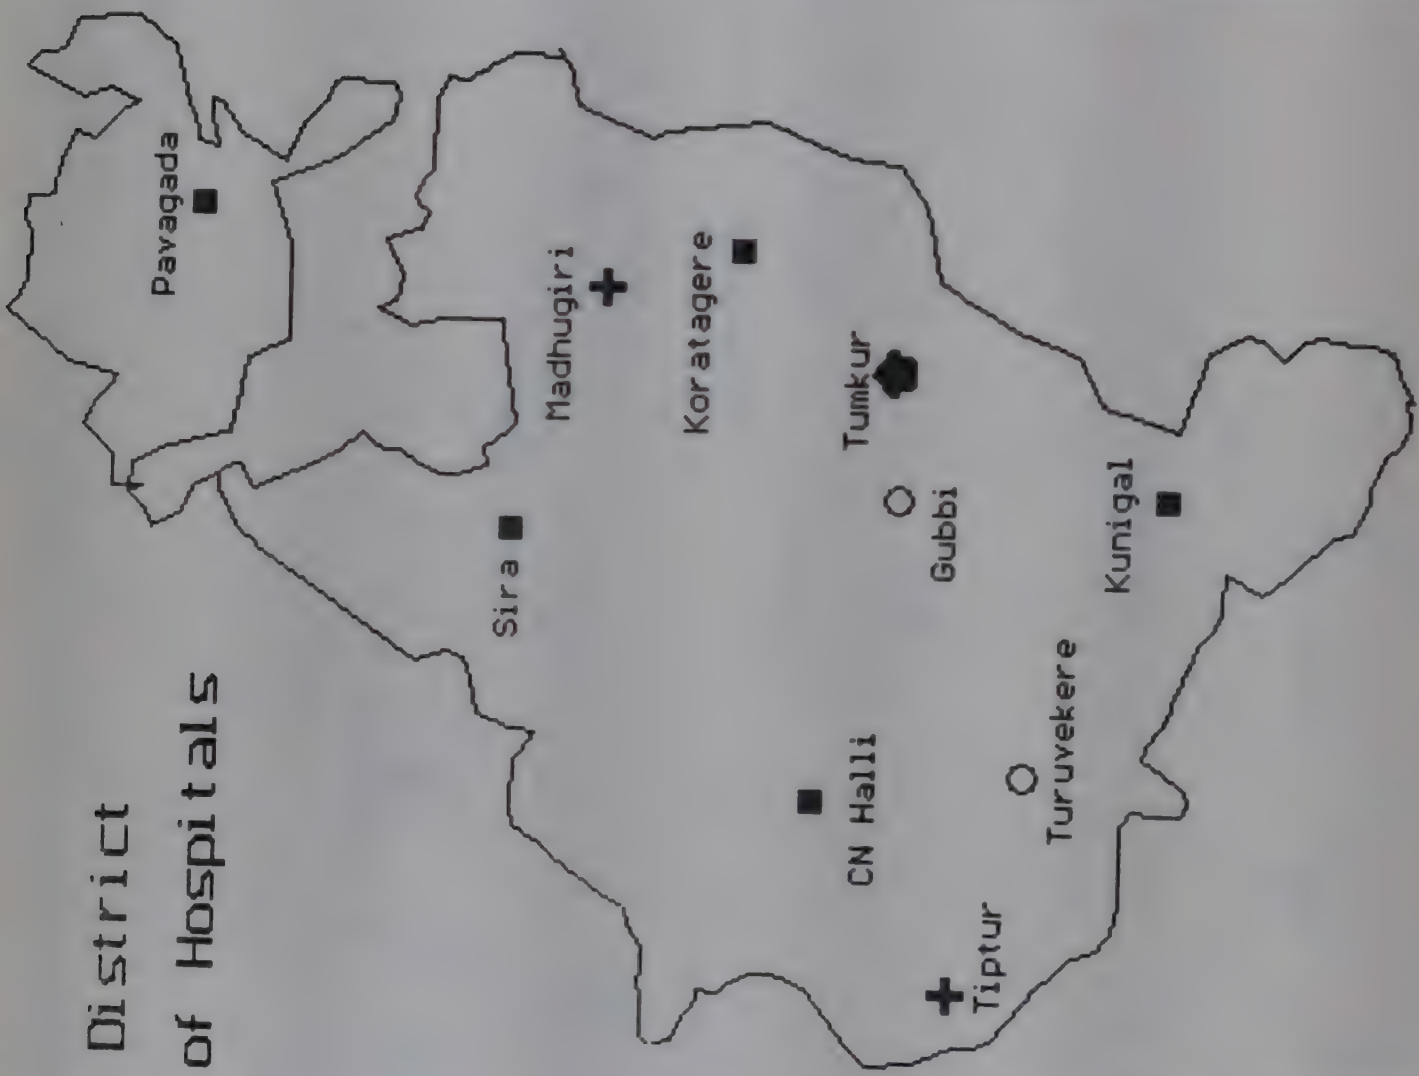 District
of Hospitals
Pavagada
Sira
Madhugiri
Koratagere
Tumkur
Gubbi
CN Halli
Turuvekere
Tiptur
Kunigal